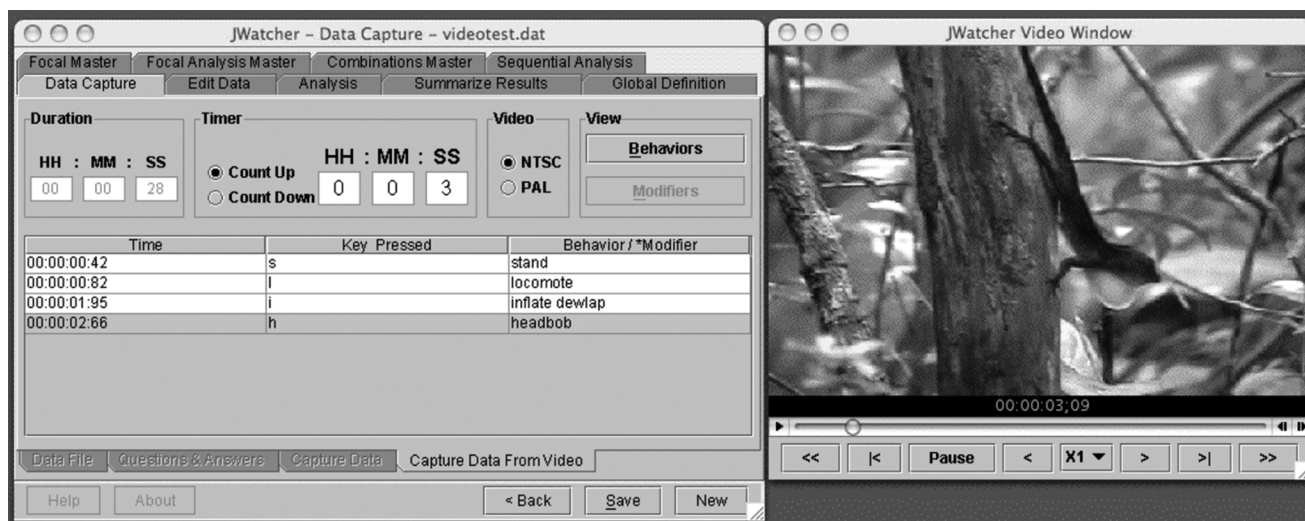 JWatcher – Data Capture – videotest.dat
Focal Master Focal Analysis Master Combinations Master Sequential Analysis
Data Capture Edit Data Analysis Summarize Results Global Definition
Duration
HH : MM : SS
00 00 28
Timer
Count Up
Count Down
HH : MM : SS
0 0 3
Video
NTSC
PAL
View
Behaviors
Modifiers
Time Key Pressed Behavior / *Modifier
00:00:00:42 s stand
00:00:00:82 l locomote
00:00:01:95 i inflate dewlap
00:00:02:66 h headbob
Data File Questions & Answers Capture Data Capture Data From Video
Help About < Back Save New
JWatcher Video Window
00:00:03;09
<< |< Pause < X1 > >| >>